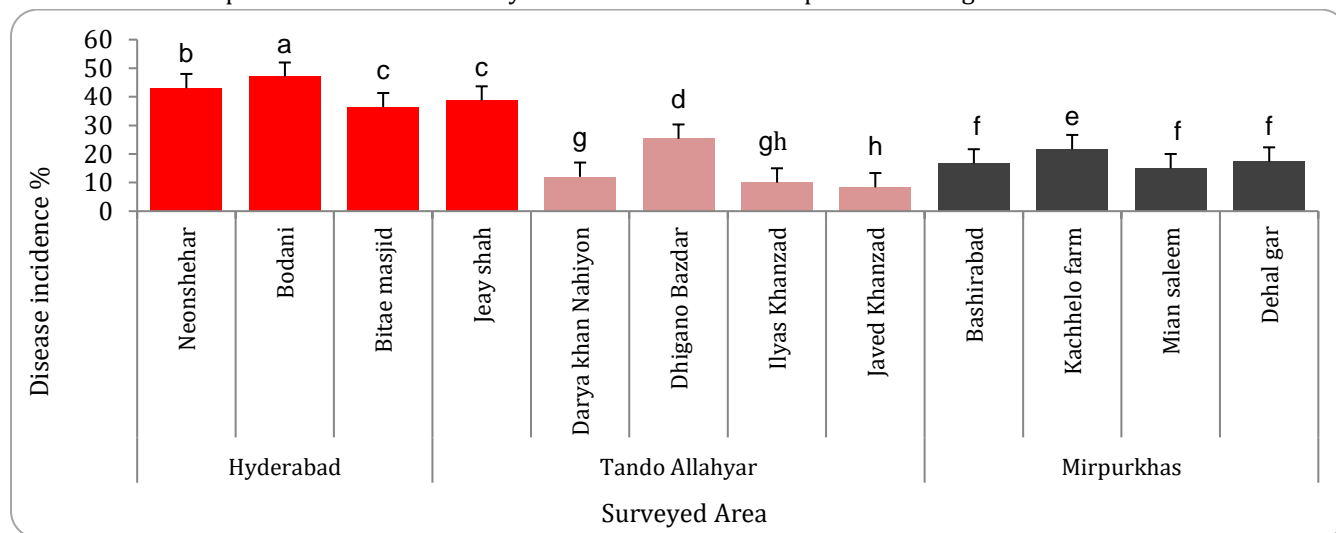 60
50
40
30
20
10
0
b
a
c
c
g
d
gh
h
f
e
f
f
Disease incidence %
Neonshehar
Bodani
Bitae masjid
Jeay shah
Darya khan Nahiyon
Dhigano Bazdar
Ilyas Khanzad
Javed Khanzad
Bashirabad
Kachhelo farm
Mian saleem
Dehal gar
Hyderabad
Tando Allahyar
Mirpurkhas
Surveyed Area